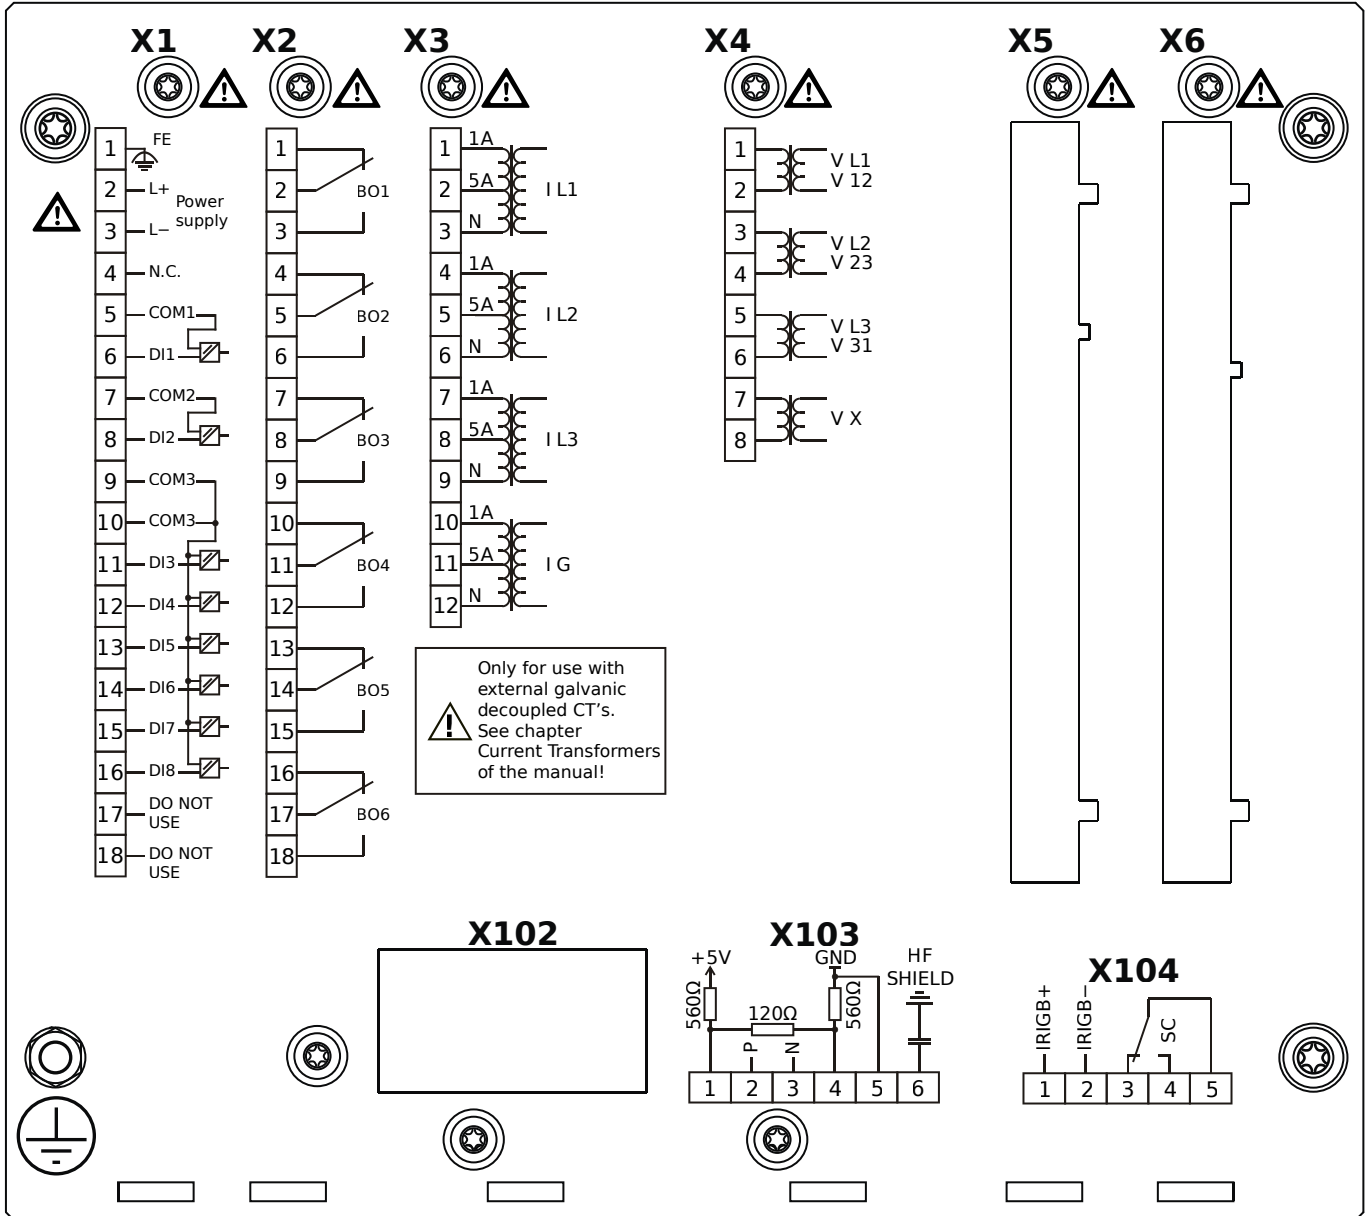 X1
X2
X3
X4
X5
X6
1 FE
2 L+
Power
supply
3 L−
4 N.C.
5 COM1
6 DI1
7 COM2
8 DI2
9 COM3
10 COM3
11 DI3
12 DI4
13 DI5
14 DI6
15 DI7
16 DI8
17 DO NOT
USE
18 DO NOT
USE
1
2 BO1
3
4
5 BO2
6
7
8 BO3
9
10
11 BO4
12
13
14 BO5
15
16
17 BO6
18
1 1A
2 5A I L1
3 N
4 1A
5 5A I L2
6 N
7 1A
8 5A I L3
9 N
10 1A
11 5A I G
12 N
Only for use with
external galvanic
decoupled CT's.
See chapter
Current Transformers
of the manual!
1 V L1
2 V 12
3 V L2
4 V 23
5 V L3
6 V 31
7 V X
8
X102
X103
+5V
GND
HF
SHIELD
560Ω
120Ω
560Ω
P
N
1 2 3 4 5 6
X104
IRIGB+
IRIGB−
SC
1 2 3 4 5